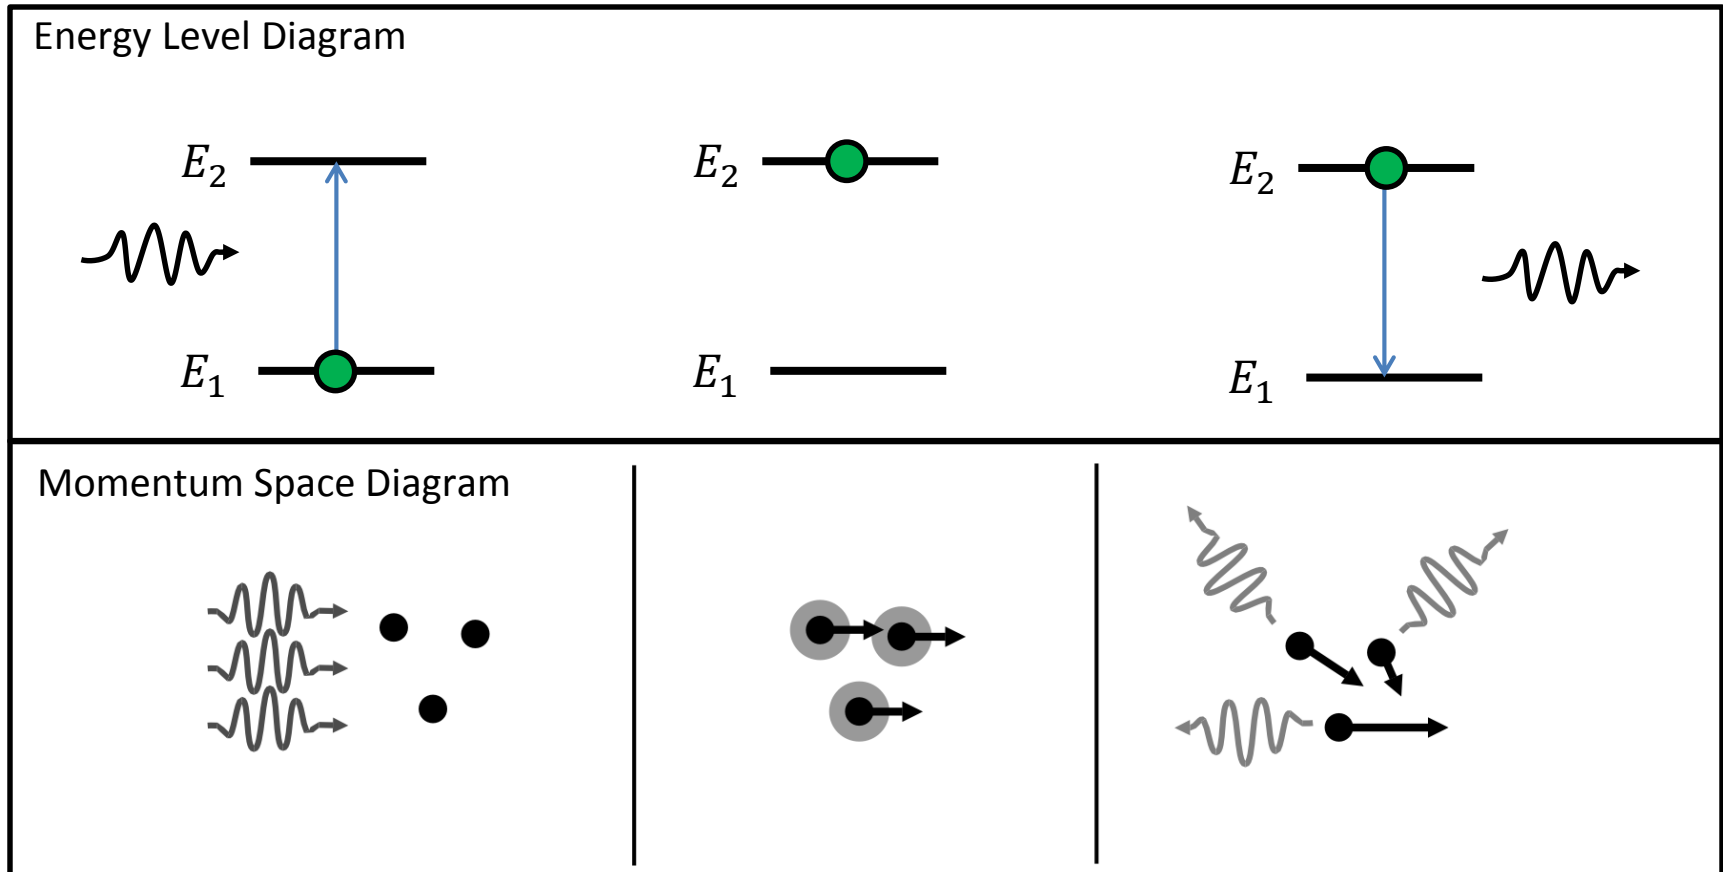 Energy Level Diagram
E₂
E₂
E₂
E₁
E₁
E₁
Momentum Space Diagram